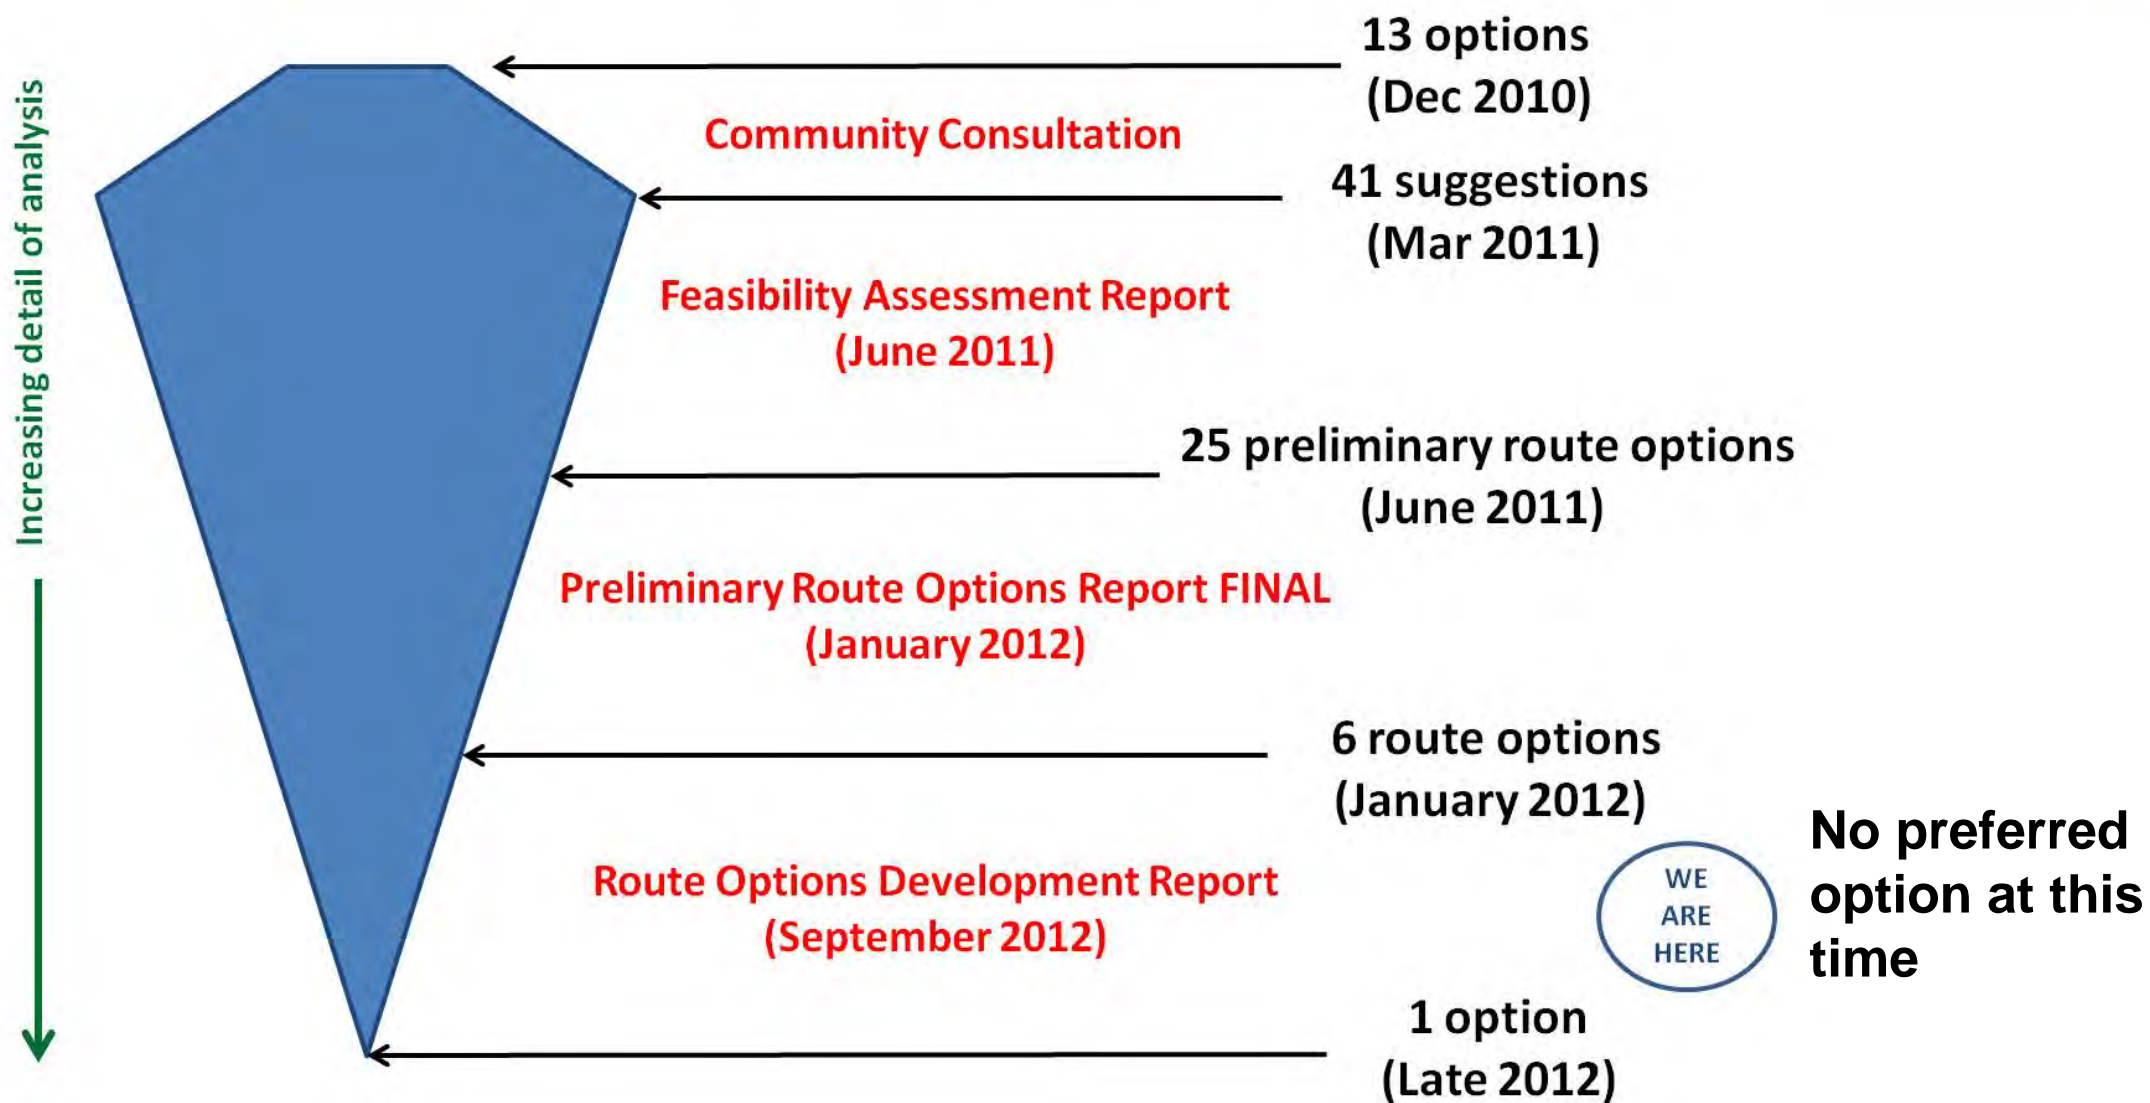 13 options
(Dec 2010)
Community Consultation
41 suggestions
(Mar 2011)
Increasing detail of analysis
Feasibility Assessment Report
(June 2011)
25 preliminary route options
(June 2011)
Preliminary Route Options Report FINAL
(January 2012)
6 route options
(January 2012)
No preferred
option at this
time
WE
ARE
HERE
Route Options Development Report
(September 2012)
1 option
(Late 2012)